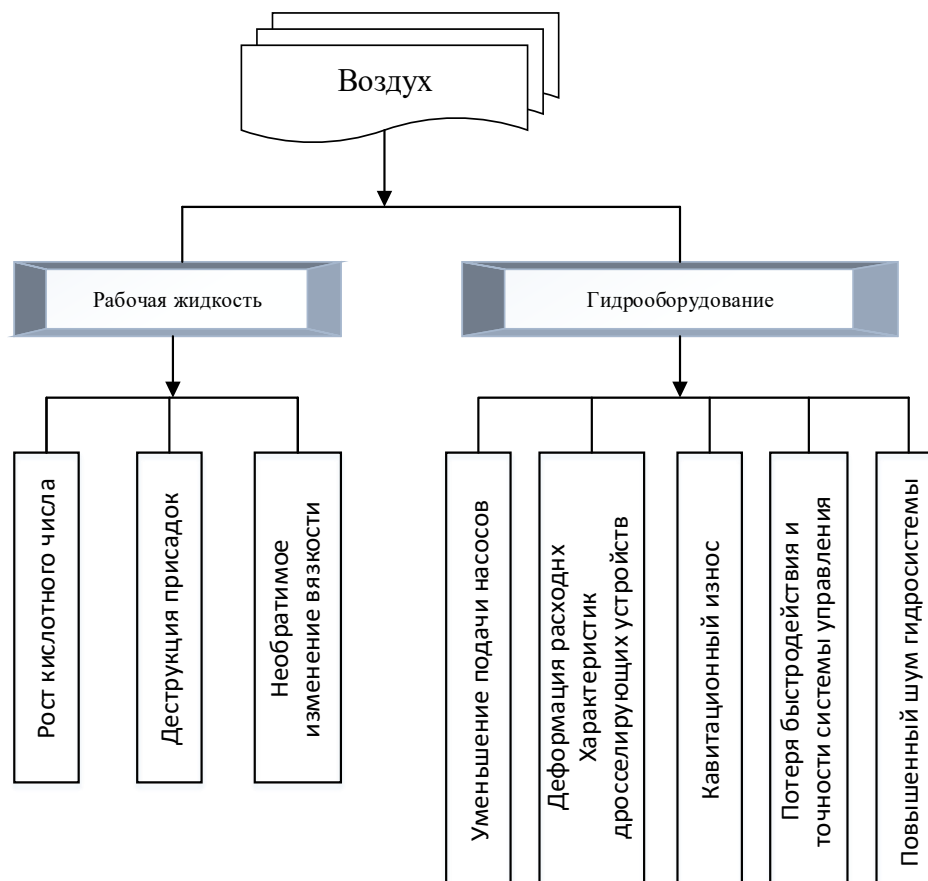 Воздух
Рабочая жидкость
Гидрооборудование
Рост кислотного числа
Деструкция присадок
Необратимое
изменение вязкости
Уменьшение подачи насосов
Деформация расходнх
Характеристик
дросселирующих устройств
Кавитационный износ
Потеря быстродействия и
точности системы управления
Повышенный шум гидросистемы